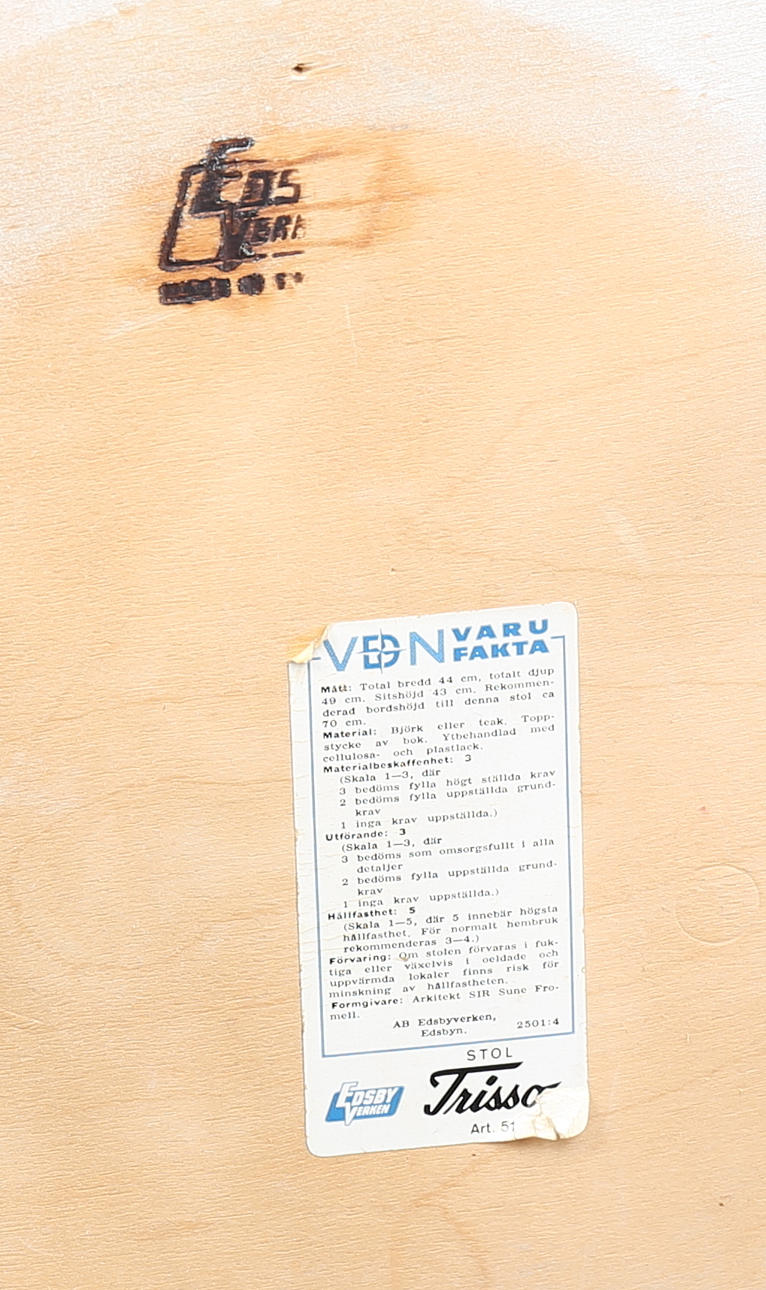 EDS
VERK
VDN VARU
FAKTA
Mått: Total bredd 44 cm, totalt djup
49 cm. Sitshöjd 43 cm. Rekommen-
derad bordshöjd till denna stol ca
70 cm.
Material: Björk eller teak. Topp-
stycke av bok. Ytbehandlad med
cellulosa- och plastlack.
Materialbeskaffenhet: 3
(Skala 1—3, där
3 bedöms fylla högt ställda krav
2 bedöms fylla uppställda grund-
krav
1 inga krav uppställda.)
Utförande: 3
(Skala 1—3, där
3 bedöms som omsorgsfullt i alla
detaljer
2 bedöms fylla uppställda grund-
krav
1 inga krav uppställda.)
Hållfasthet: 5
(Skala 1—5, där 5 innebär högsta
hållfasthet. För normalt hembruk
rekommenderas 3—4.)
Förvaring: Om stolen förvaras i fuk-
tiga eller växelvis i oeldade och
uppvärmda lokaler finns risk för
minskning av hållfastheten.
Formgivare: Arkitekt SIR Sune Fro-
mell.
AB Edsbyverken,
Edsbyn. 2501:4
STOL
EDSBY
VERKEN
Trisso
Art. 51